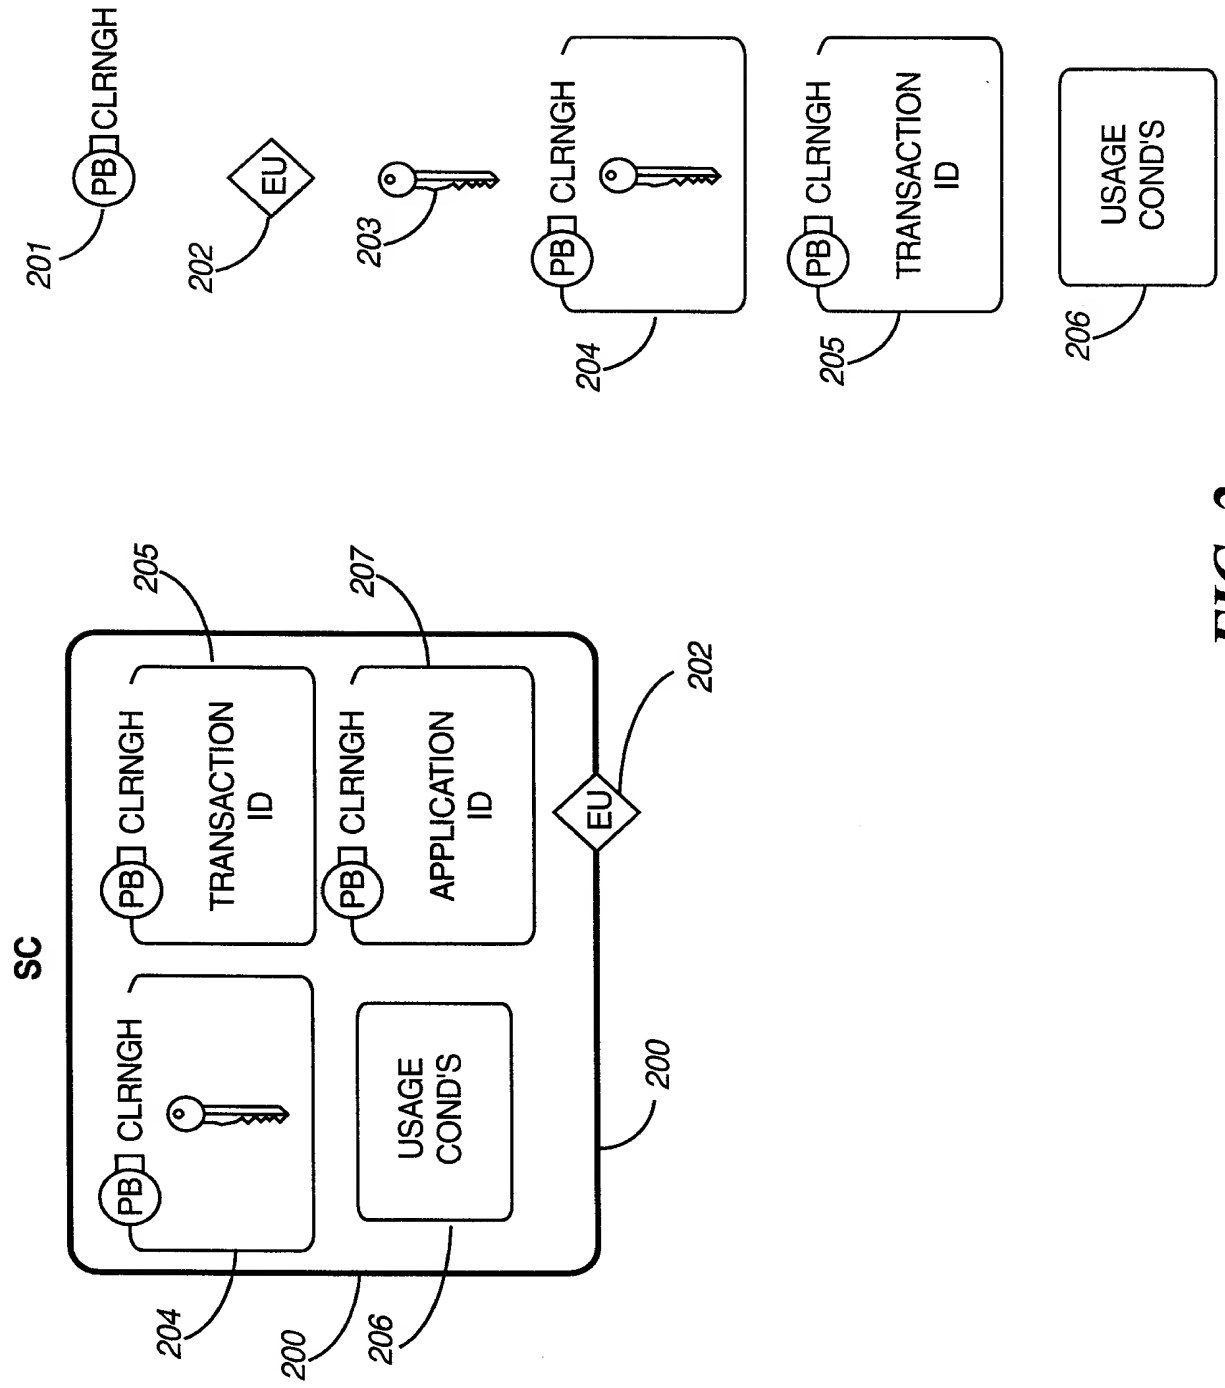 SC
204
PB CLRNGH
PB CLRNGH
205
TRANSACTION
ID
200
206
USAGE
COND'S
PB CLRNGH
207
APPLICATION
ID
EU
200
202
201
PB CLRNGH
202
EU
203
204
PB CLRNGH
205
PB CLRNGH
TRANSACTION
ID
206
USAGE
COND'S
FIG.